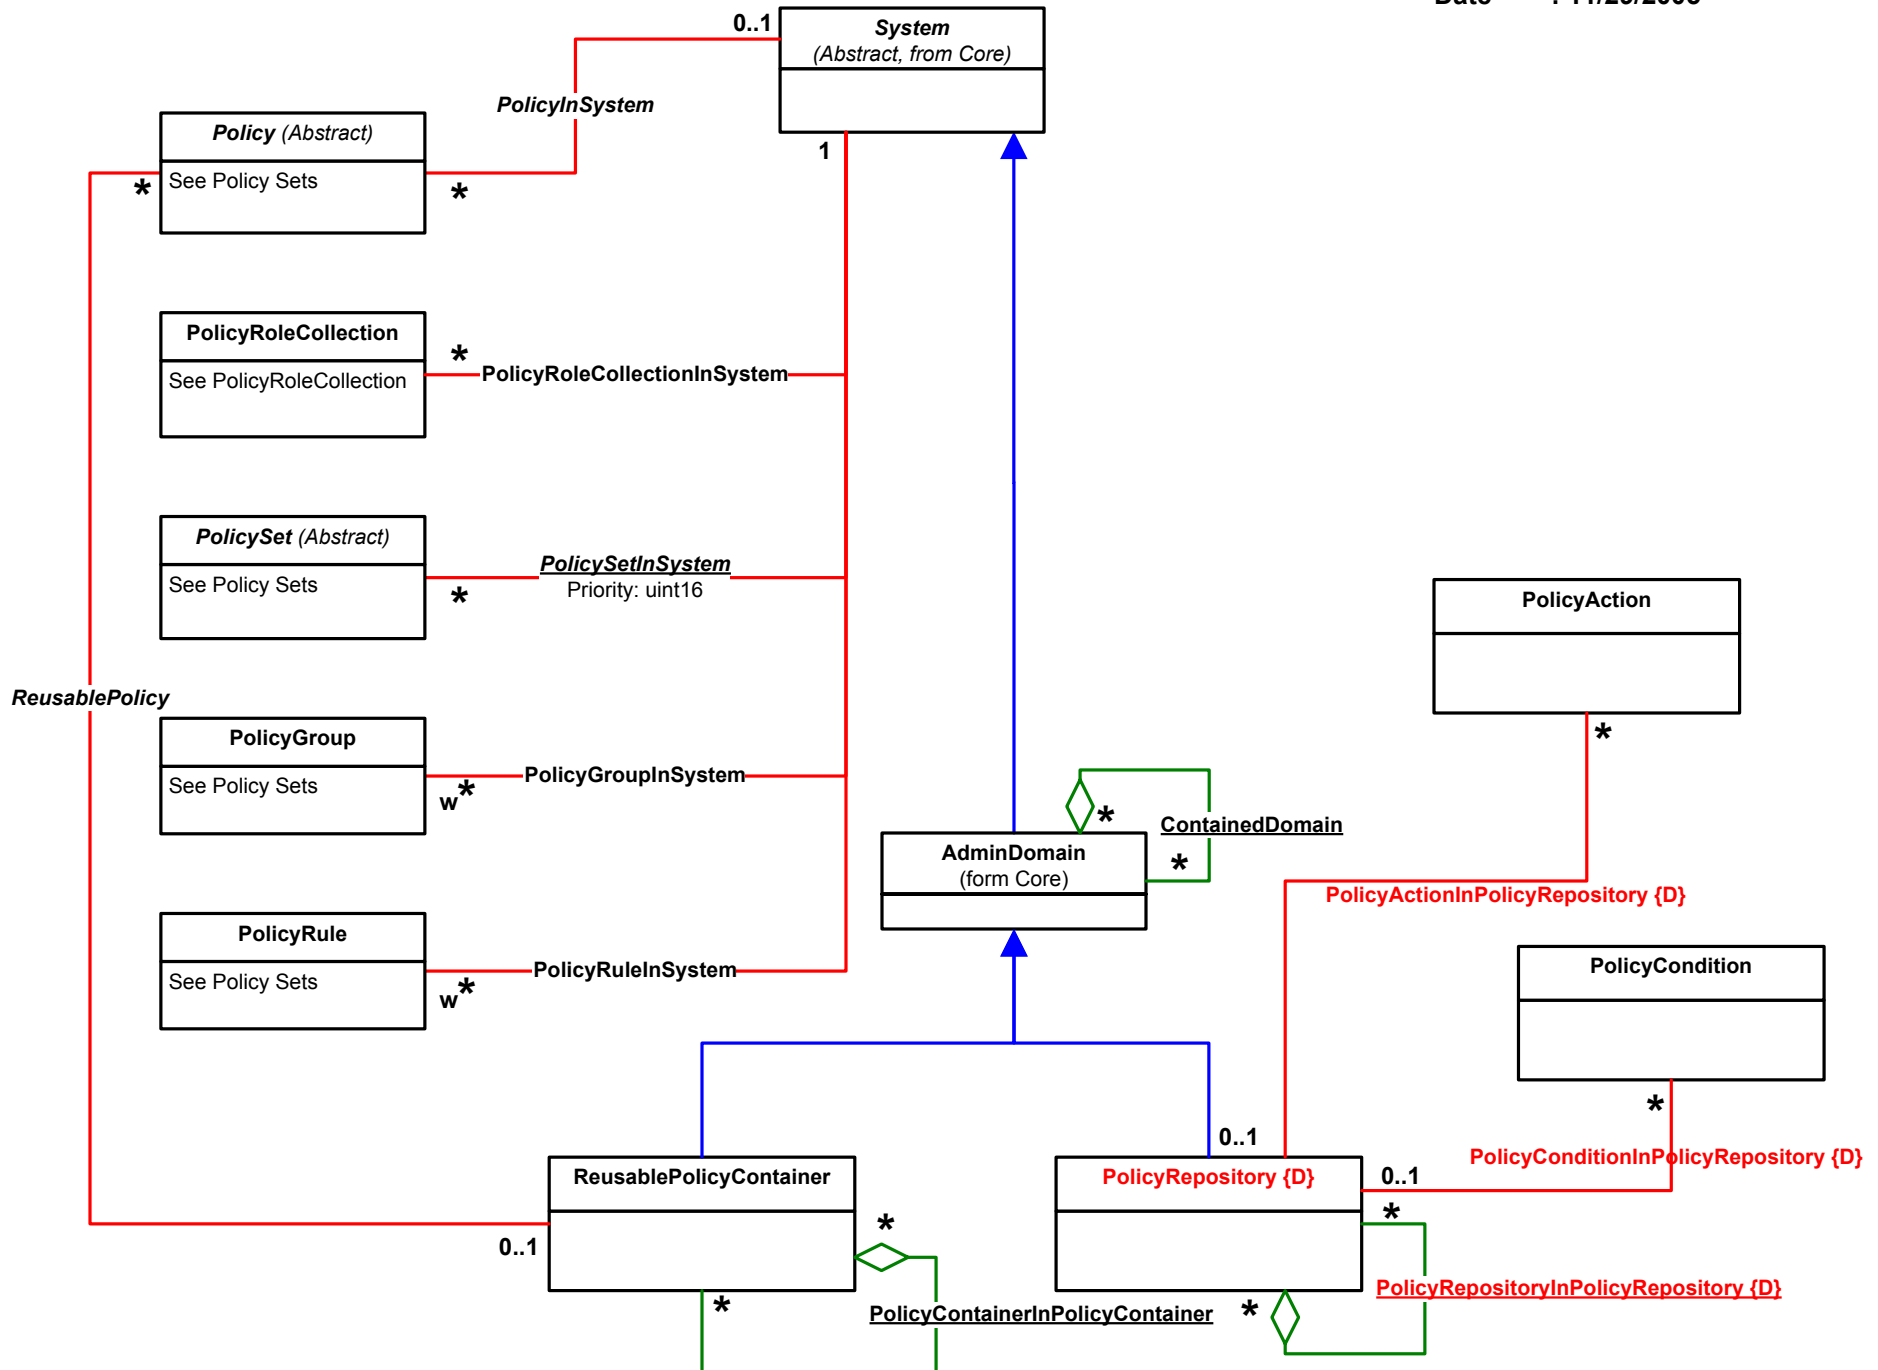 0..1
System
(Abstract, from Core)
PolicyInSystem
Policy (Abstract)
See Policy Sets
*
*
1
PolicyRoleCollection
See PolicyRoleCollection
*
PolicyRoleCollectionInSystem
PolicySet (Abstract)
See Policy Sets
*
PolicySetInSystem
Priority: uint16
PolicyAction
*
ReusablePolicy
PolicyGroup
See Policy Sets
w*
PolicyGroupInSystem
*
ContainedDomain
*
AdminDomain
(form Core)
PolicyActionInPolicyRepository {D}
PolicyRule
See Policy Sets
w*
PolicyRuleInSystem
PolicyCondition
*
0..1
PolicyConditionInPolicyRepository {D}
ReusablePolicyContainer
PolicyRepository {D}
0..1
*
*
0..1
*
PolicyContainerInPolicyContainer
*
PolicyRepositoryInPolicyRepository {D}